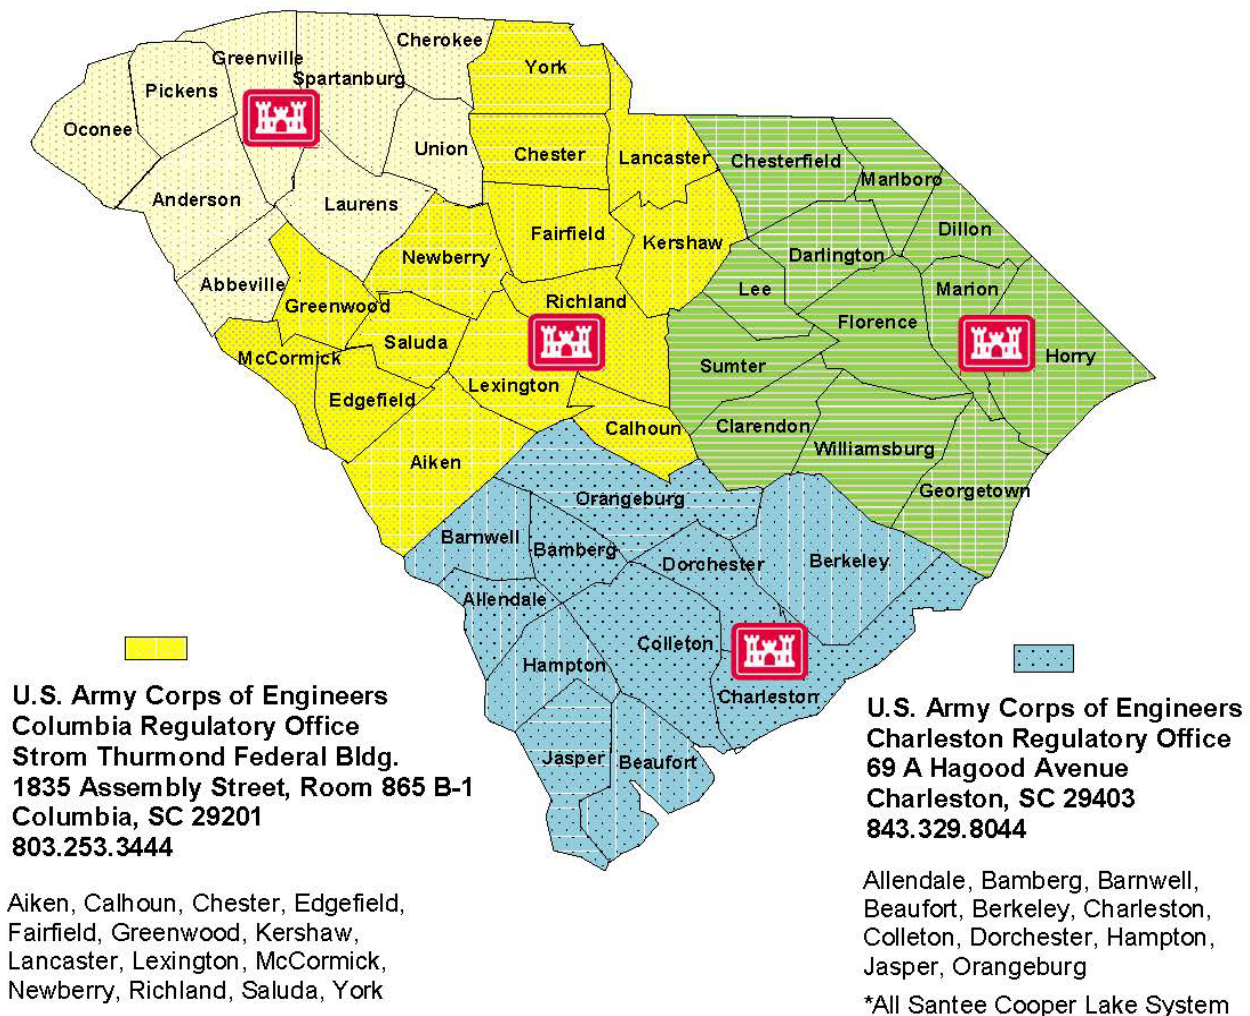 Cherokee
Greenville
York
Spartanburg
Pickens
Oconee
Union
Chester
Lancaster
Chesterfield
Marlboro
Anderson
Laurens
Fairfield
Kershaw
Dillon
Newberry
Darlington
Abbeville
Greenwood
Richland
Lee
Marion
Florence
McCormick
Saluda
Horry
Sumter
Lexington
Edgefield
Calhoun
Clarendon
Williamsburg
Aiken
Georgetown
Orangeburg
Barnwell
Bamberg
Dorchester
Berkeley
Allendale
Colleton
Hampton
Charleston
Jasper
Beaufort
U.S. Army Corps of Engineers
Columbia Regulatory Office
Strom Thurmond Federal Bldg.
1835 Assembly Street, Room 865 B-1
Columbia, SC 29201
803.253.3444
Aiken, Calhoun, Chester, Edgefield,
Fairfield, Greenwood, Kershaw,
Lancaster, Lexington, McCormick,
Newberry, Richland, Saluda, York
U.S. Army Corps of Engineers
Charleston Regulatory Office
69 A Hagood Avenue
Charleston, SC 29403
843.329.8044
Allendale, Bamberg, Barnwell,
Beaufort, Berkeley, Charleston,
Colleton, Dorchester, Hampton,
Jasper, Orangeburg
*All Santee Cooper Lake System